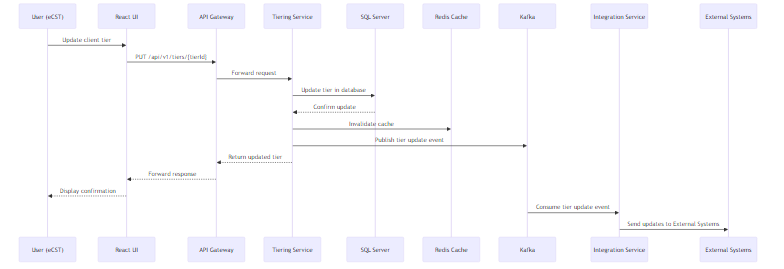 User (eCST) React UI API Gateway Tiering Service SQL Server Redis Cache Kafka Integration Service External Systems
Update client tier
PUT /api/v1/tiers/{tierId}
Forward request
Update tier in database
Confirm update
Invalidate cache
Publish tier update event
Return updated tier
Forward response
Display confirmation
Consume tier update event
Send updates to External Systems
User (eCST) React UI API Gateway Tiering Service SQL Server Redis Cache Kafka Integration Service External Systems